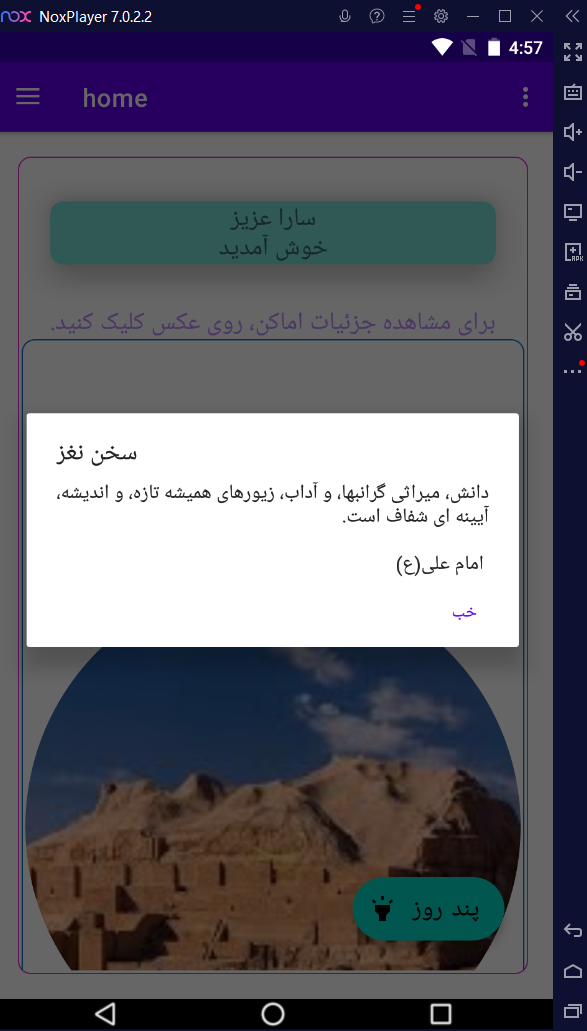 nox NoxPlayer 7.0.2.2
4:57
home
سارا عزیز
خوش آمدید
برای مشاهده جزئیات اماکن، روی عکس کلیک کنید.
سخن نغز
دانش، میراثی گرانبها، و آداب، زیورهای همیشه تازه، و اندیشه،
آیینه ای شفاف است.
امام علی(ع)
خب
پند روز
APK